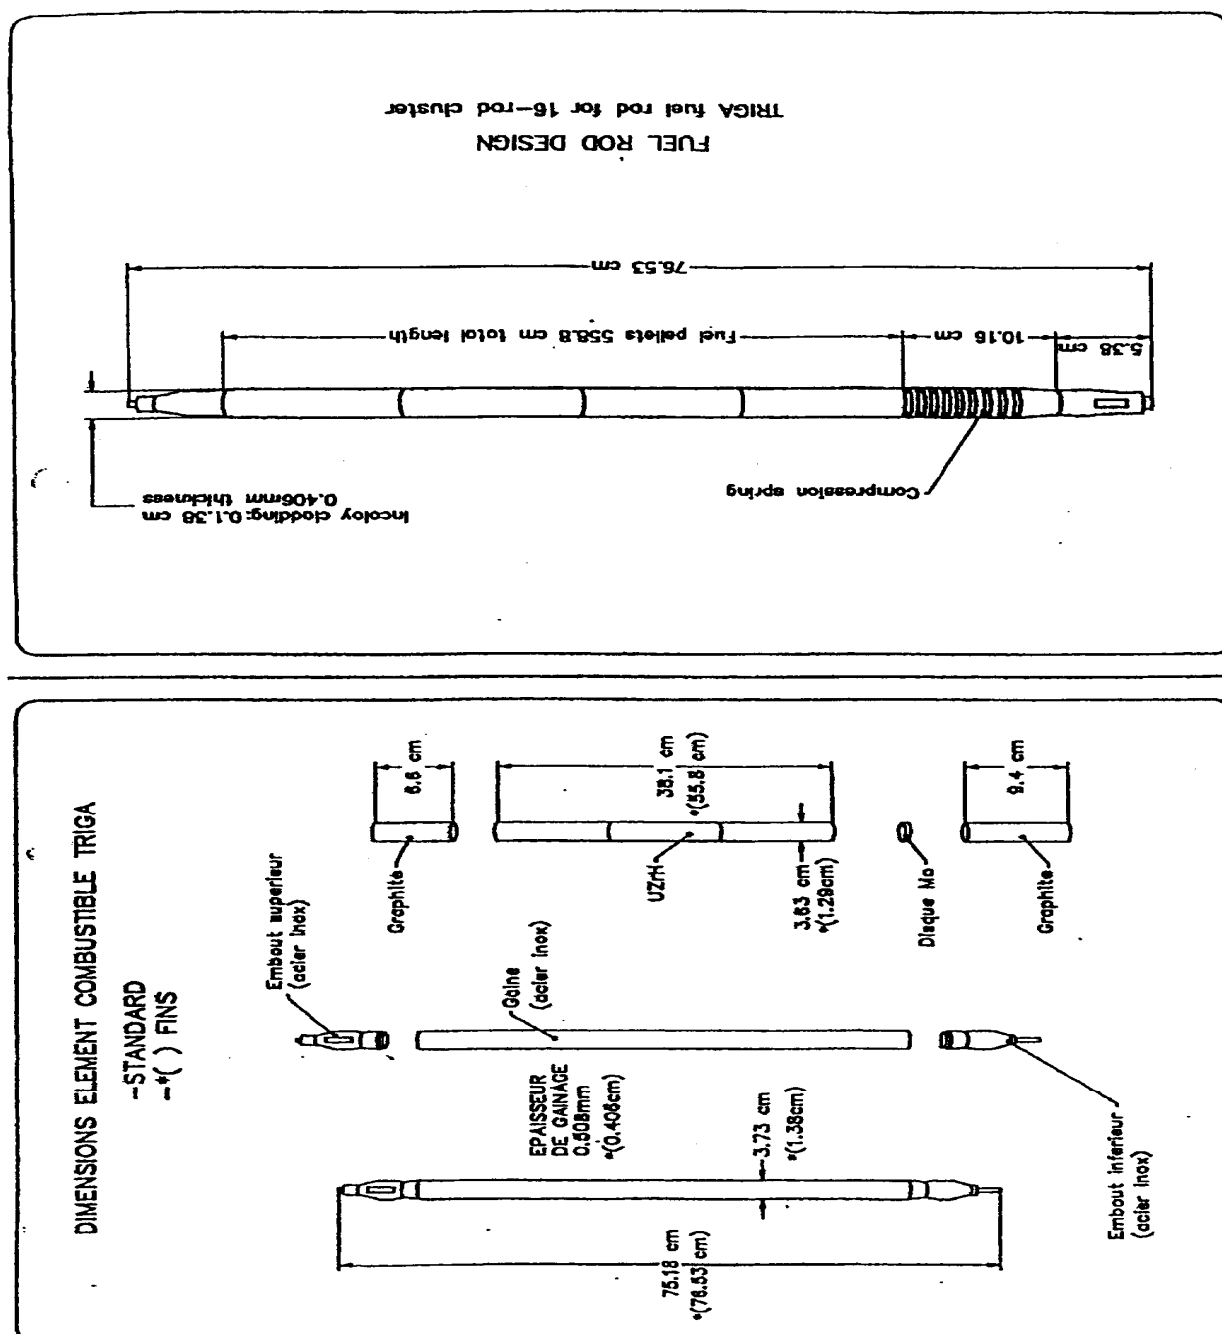 FUEL ROD DESIGN
TRIGA fuel rod for 16-rod cluster
76.53 cm
5.38 cm
10.16 cm
Fuel pallets 558.8 cm total length
Compression spring
Incoloy cladding: 0.1.38 cm
0.406mm thickness
DIMENSIONS ELEMENT COMBUSTIBLE TRIGA
-STANDARD
-*( ) FINS
6.6 cm
38.1 cm
*(55.8 cm)
9.4 cm
Graphite
UZrH
3.63 cm
*(1.29cm)
Disque Mo
Graphite
Embout superieur
(acier inox)
Gaine
(acier inox)
EPAISSEUR
DE GAINAGE
0.508mm
*(0.406cm)
3.73 cm
*(1.38cm)
Embout inferieur
(acier inox)
75.18 cm
*(76.53 cm)